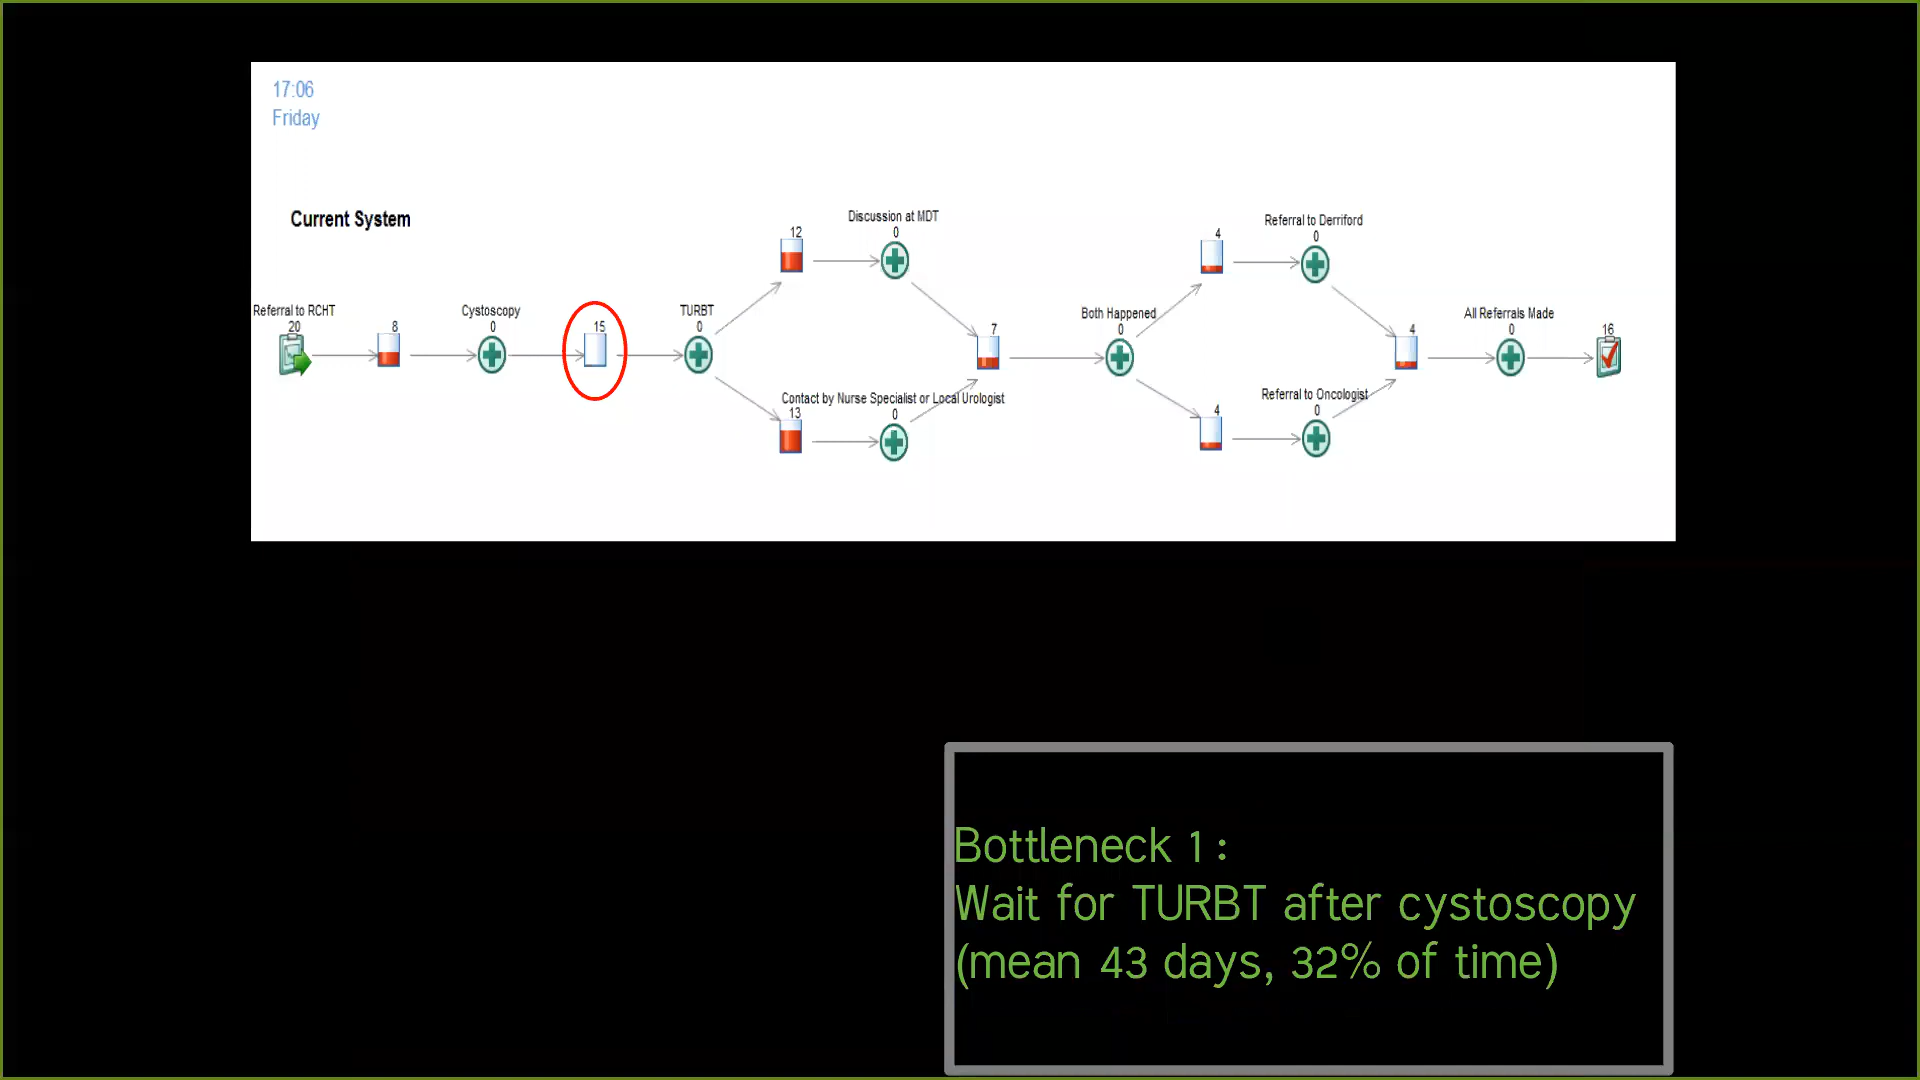 17:06
Friday
Current System
Referral to RCHT
20
8
Cystoscopy
0
15
TURBT
0
12
Discussion at MDT
0
Contact by Nurse Specialist or Local Urologist
13
0
7
Both Happened
0
4
Referral to Derriford
0
4
Referral to Oncologist
0
4
All Referrals Made
0
16
Bottleneck 1:
Wait for TURBT after cystoscopy
(mean 43 days, 32% of time)